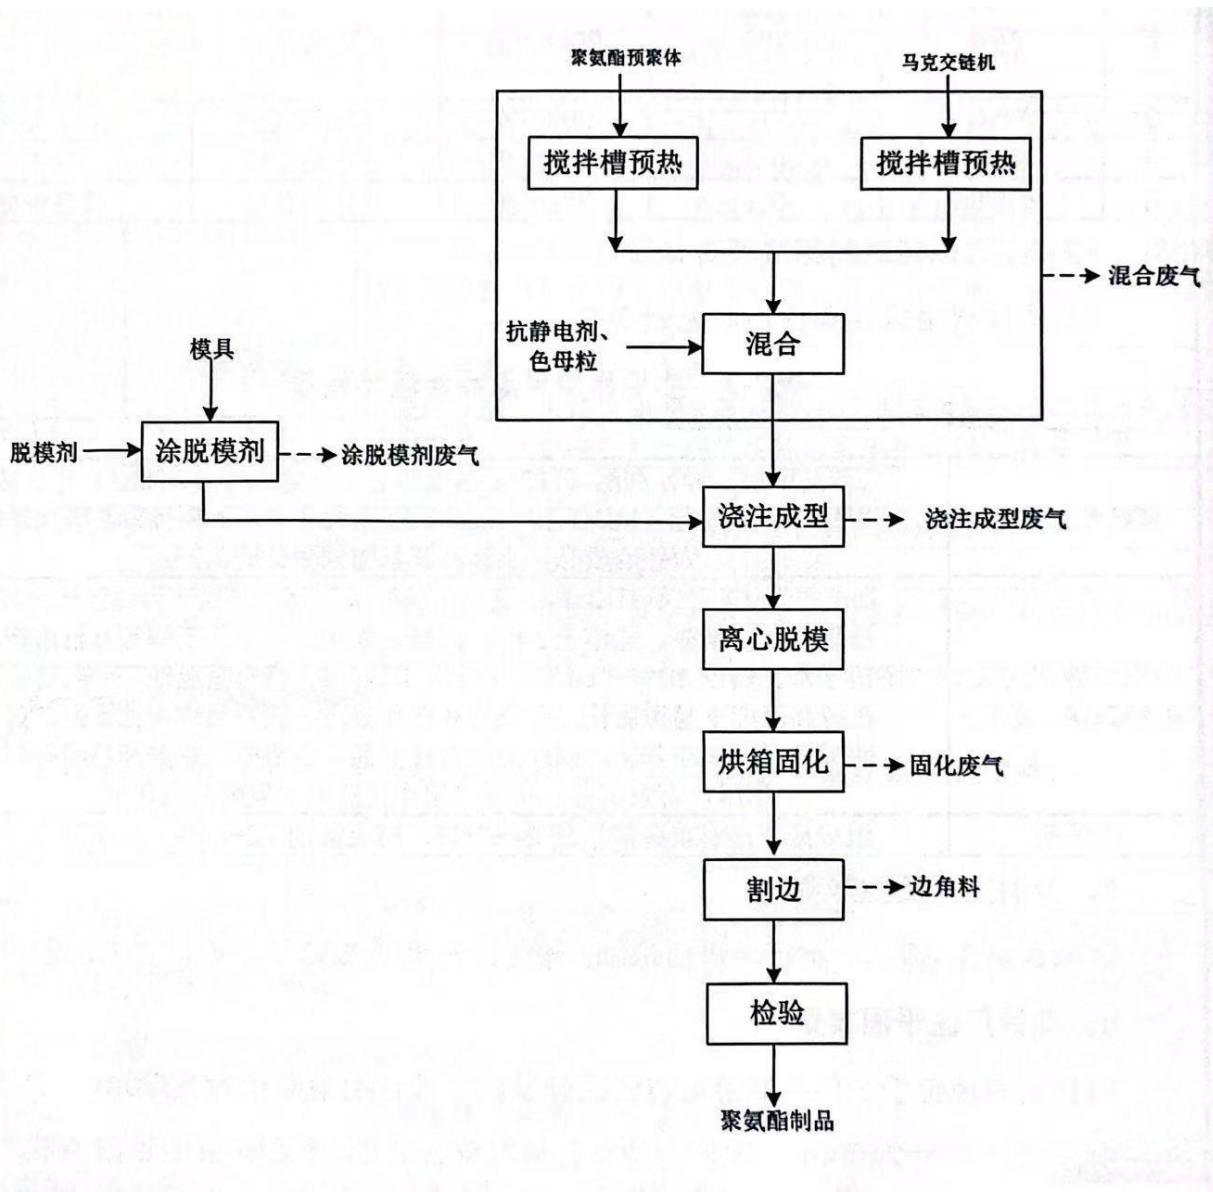 聚氨酯预聚体
马克交链机
搅拌槽预热
搅拌槽预热
混合废气
抗静电剂、
色母粒
混合
模具
脱模剂
涂脱模剂
涂脱模剂废气
浇注成型
浇注成型废气
离心脱模
烘箱固化
固化废气
割边
边角料
检验
聚氨酯制品